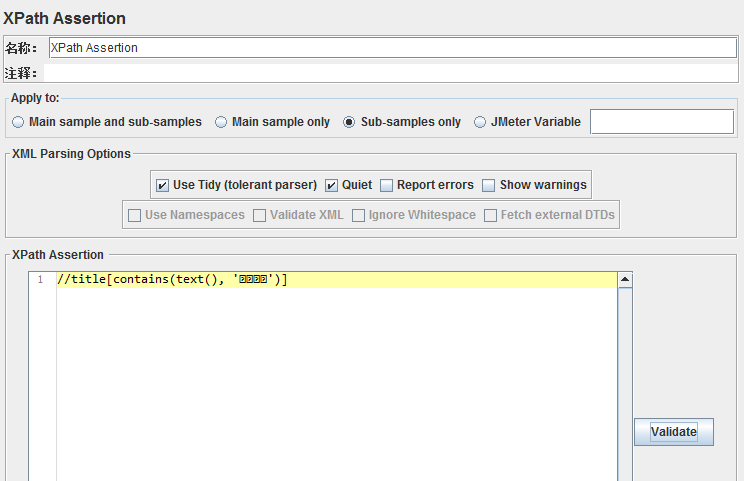 XPath Assertion
名称： XPath Assertion
注释：
Apply to:
Main sample and sub-samples Main sample only Sub-samples only JMeter Variable
XML Parsing Options
Use Tidy (tolerant parser) Quiet Report errors Show warnings
Use Namespaces Validate XML Ignore Whitespace Fetch external DTDs
XPath Assertion
1 //title[contains(text(), '')]
Validate